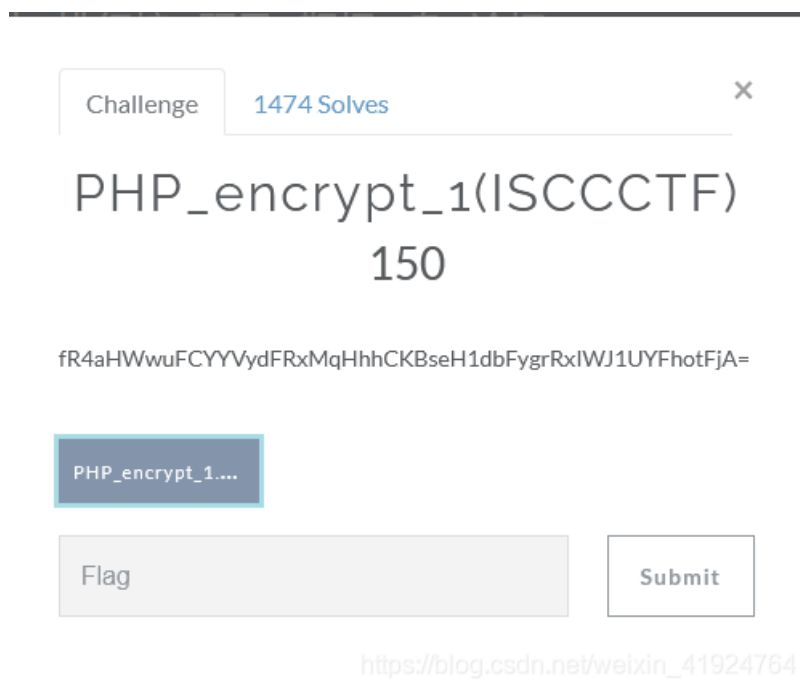 Challenge
1474 Solves
×
PHP_encrypt_1(ISCCCTF)
150
fR4aHWwuFCYYVydFRxMqHhhCKBseH1dbFygrRxIWJ1UYFhotFjA=
PHP_encrypt_1....
Flag
Submit
https://blog.csdn.net/weixin_41924764